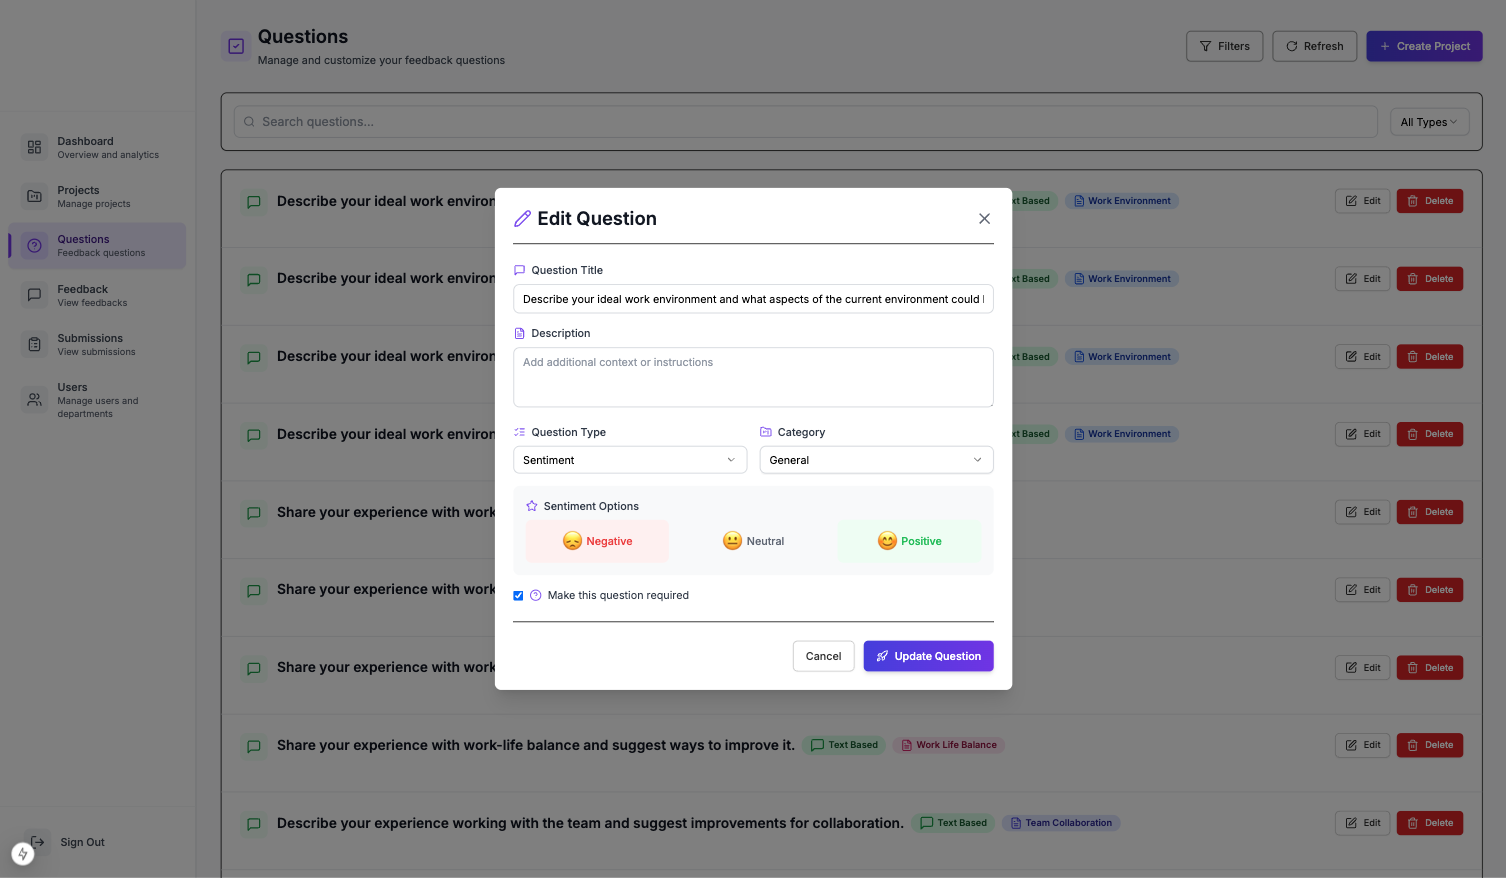 Questions
Manage and customize your feedback questions
Filters
Refresh
Create Project
Search questions...
All Types
Dashboard
Overview and analytics
Projects
Manage projects
Questions
Feedback questions
Feedback
View feedbacks
Submissions
View submissions
Users
Manage users and
departments
Sign Out
Describe your ideal work environ
xt Based
Work Environment
Edit
Delete
Describe your ideal work environ
xt Based
Work Environment
Edit
Delete
Describe your ideal work environ
xt Based
Work Environment
Edit
Delete
Describe your ideal work environ
xt Based
Work Environment
Edit
Delete
Share your experience with work
Edit
Delete
Share your experience with work
Edit
Delete
Share your experience with work
Edit
Delete
Share your experience with work-life balance and suggest ways to improve it.
Text Based
Work Life Balance
Edit
Delete
Describe your experience working with the team and suggest improvements for collaboration.
Text Based
Team Collaboration
Edit
Delete
Edit Question
Question Title
Describe your ideal work environment and what aspects of the current environment could
Description
Add additional context or instructions
Question Type
Category
Sentiment
General
Sentiment Options
😞 Negative
😐 Neutral
😊 Positive
Make this question required
Cancel
Update Question